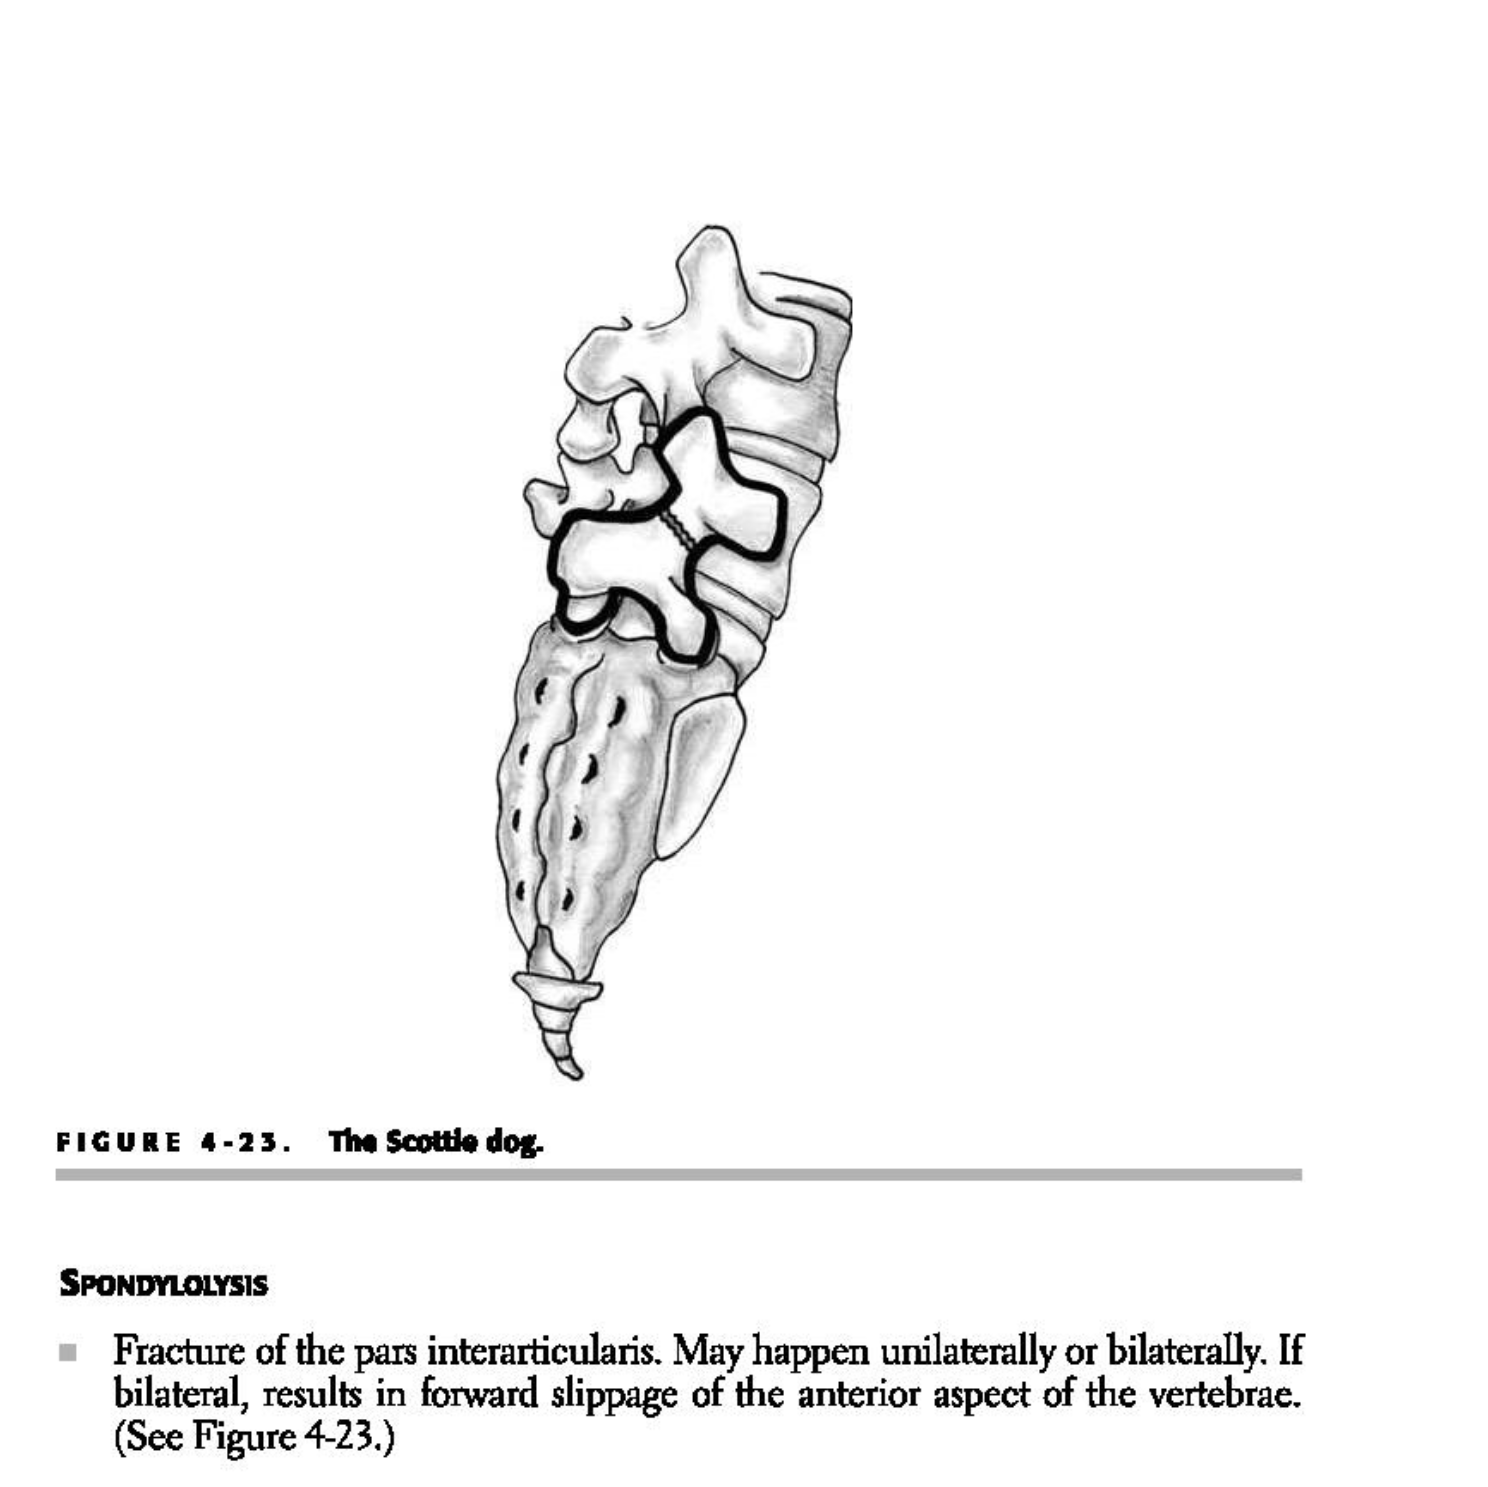 FIGURE 4-23. The Scottie dog.
SPONDYLOLYSIS
Fracture of the pars interarticularis. May happen unilaterally or bilaterally. If
bilateral, results in forward slippage of the anterior aspect of the vertebrae.
(See Figure 4-23.)